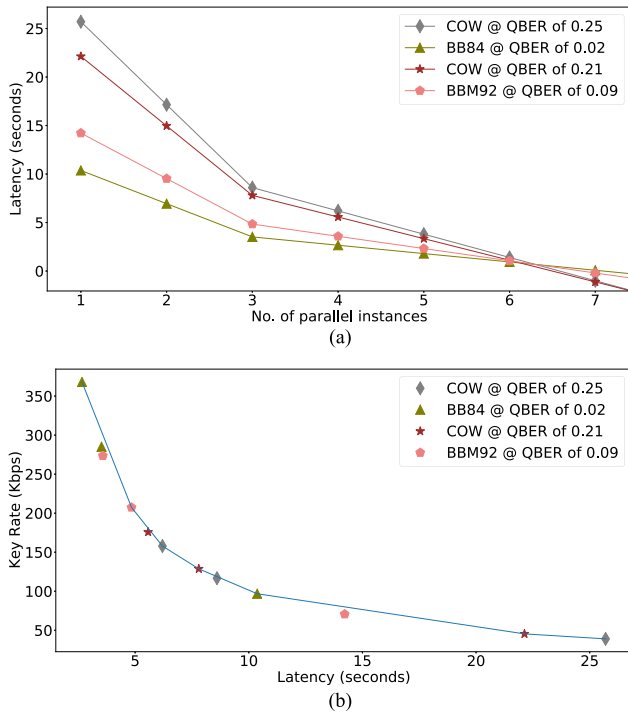 25
20
15
10
5
0
Latency (seconds)
COW @ QBER of 0.25
BB84 @ QBER of 0.02
COW @ QBER of 0.21
BBM92 @ QBER of 0.09
1 2 3 4 5 6 7
No. of parallel instances
(a)
350
300
250
200
150
100
50
Key Rate (Kbps)
COW @ QBER of 0.25
BB84 @ QBER of 0.02
COW @ QBER of 0.21
BBM92 @ QBER of 0.09
5 10 15 20 25
Latency (seconds)
(b)